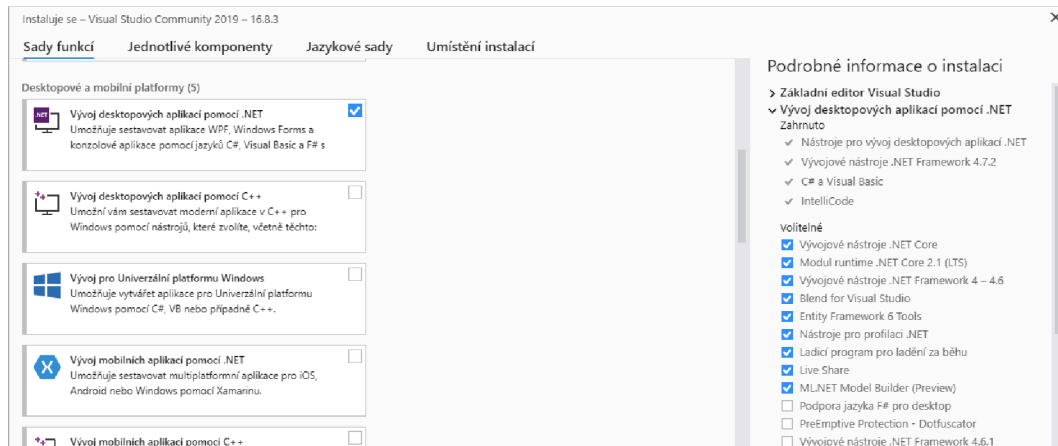 Instaluje se – Visual Studio Community 2019 – 16.8.3
Sady funkcí
Jednotlivé komponenty
Jazykové sady
Umístění instalací
Desktopové a mobilní platformy (5)
.NET
Vývoj desktopových aplikací pomocí .NET
Umožňuje sestavovat aplikace WPF, Windows Forms a
konzolové aplikace pomocí jazyků C#, Visual Basic a F# s
Vývoj desktopových aplikací pomocí C++
Umožní vám sestavovat moderní aplikace v C++ pro
Windows pomocí nástrojů, které zvolíte, včetně těchto:
Vývoj pro Univerzální platformu Windows
Umožňuje vytvářet aplikace pro Univerzální platformu
Windows pomocí C#, VB nebo případně C++.
Vývoj mobilních aplikací pomocí .NET
Umožňuje sestavovat multiplatformní aplikace pro iOS,
Android nebo Windows pomocí Xamarinu.
Vývoj mobilních aplikací pomocí C++
Podrobné informace o instalaci
Základní editor Visual Studio
Vývoj desktopových aplikací pomocí .NET
Zahrnuto
Nástroje pro vývoj desktopových aplikací .NET
Vývojové nástroje .NET Framework 4.7.2
C# a Visual Basic
IntelliCode
Volitelné
Vývojové nástroje .NET Core
Modul runtime .NET Core 2.1 (LTS)
Vývojové nástroje .NET Framework 4 – 4.6
Blend for Visual Studio
Entity Framework 6 Tools
Nástroje pro profilaci .NET
Ladicí program pro ladění za běhu
Live Share
ML.NET Model Builder (Preview)
Podpora jazyka F# pro desktop
PreEmptive Protection - Dotfuscator
Vývojové nástroje .NET Framework 4.6.1